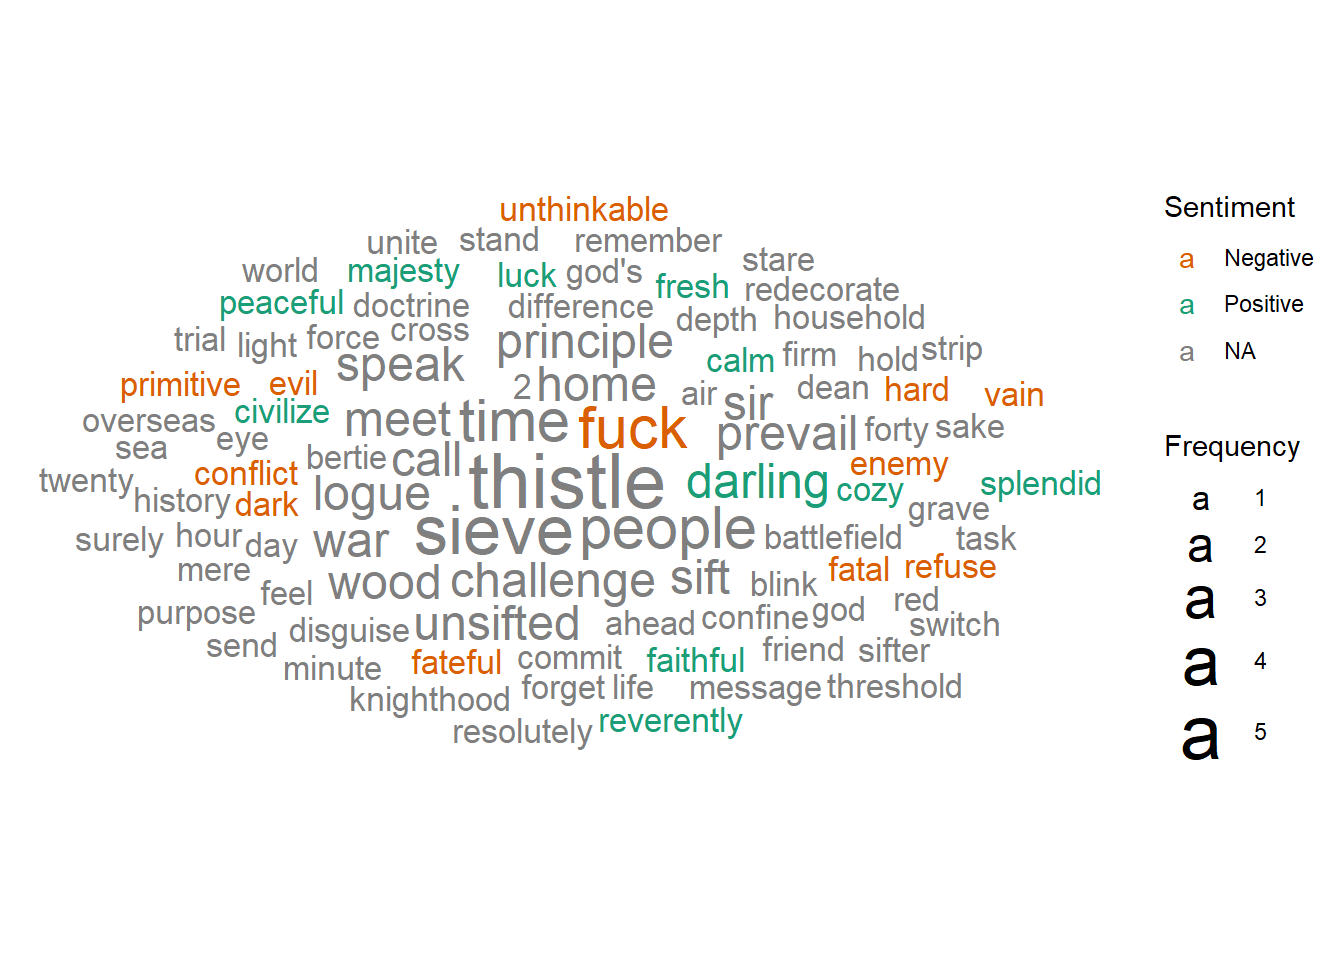 unthinkable
unite stand remember
world majesty luck god's fresh stare
peaceful doctrine difference depth redecorate household
trial light force cross principle calm firm hold strip
speak
primitive evil 2 home air sir dean hard vain
overseas civilize meet time fuck prevail forty sake
sea eye bertie call enemy
twenty conflict thistle darling cozy splendid
history dark logue grave
surely hour day war sieve people battlefield task
mere feel wood challenge sift blink fatal refuse
purpose disguise unsifted ahead confine god red switch
send minute fateful commit faithful friend sifter
knighthood forget life message threshold
resolutely reverently
Sentiment
a Negative
a Positive
a NA
Frequency
a 1
a 2
a 3
a 4
a 5